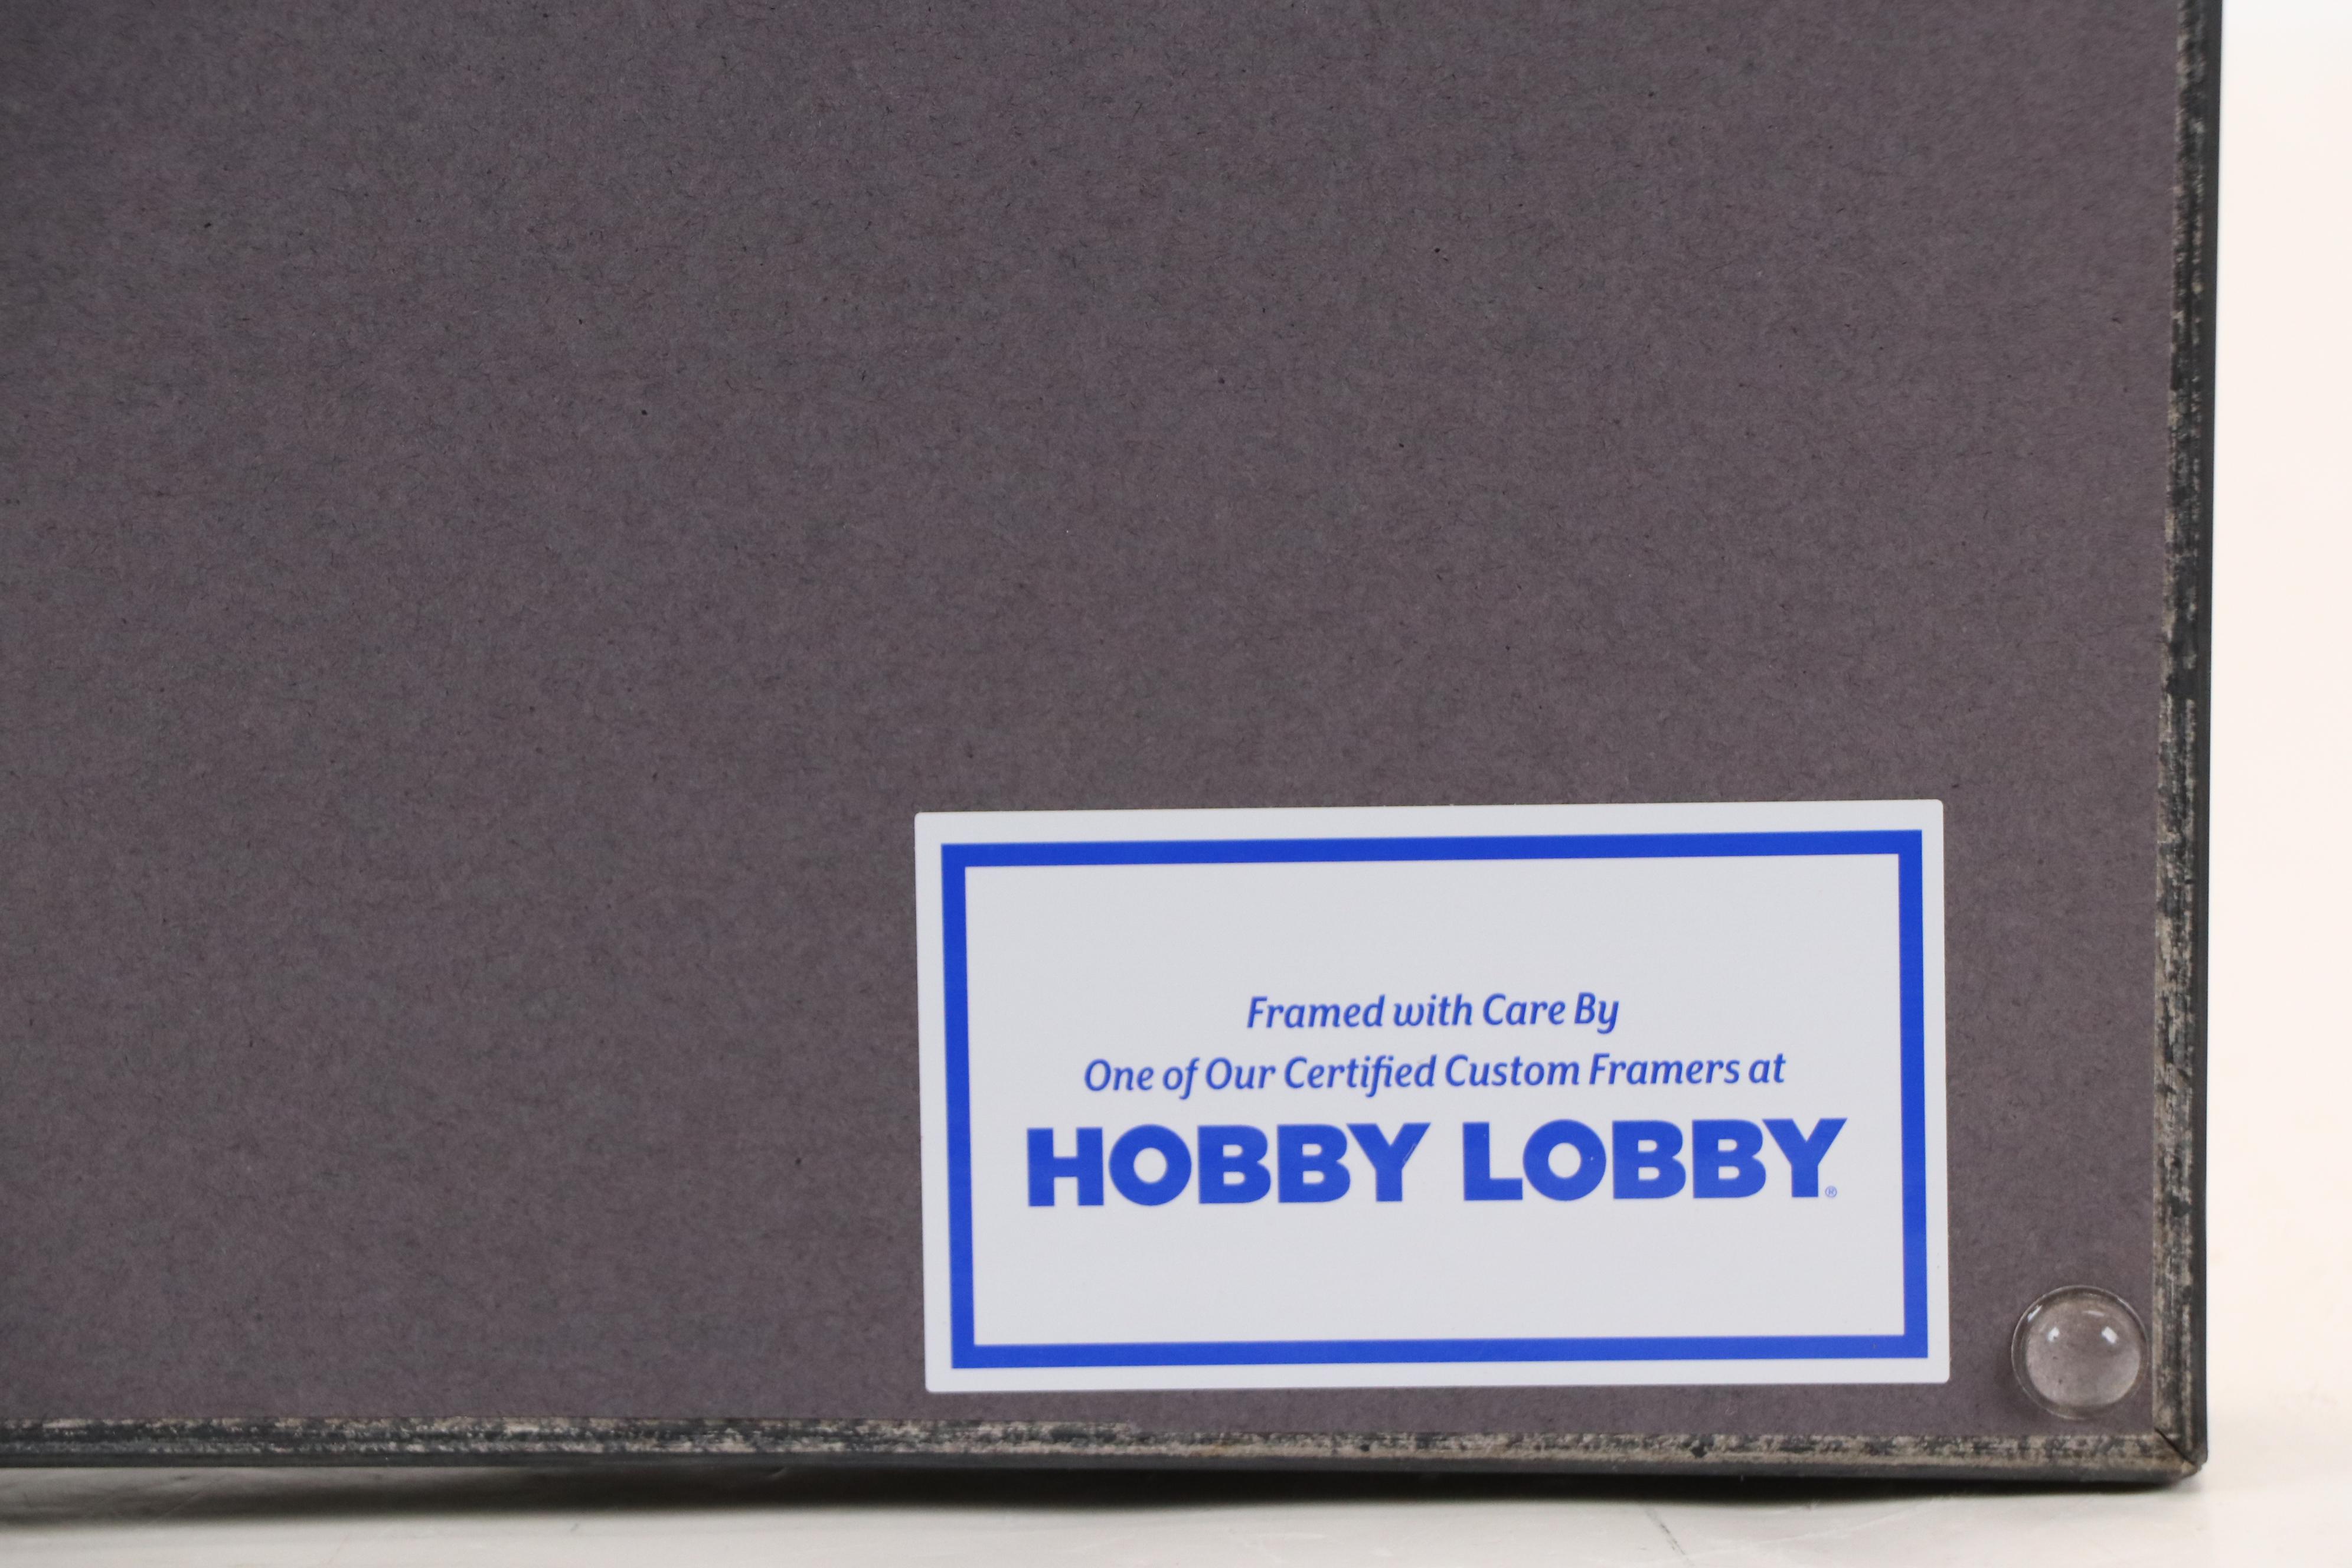 Framed with Care By
One of Our Certified Custom Framers at
HOBBY LOBBY®